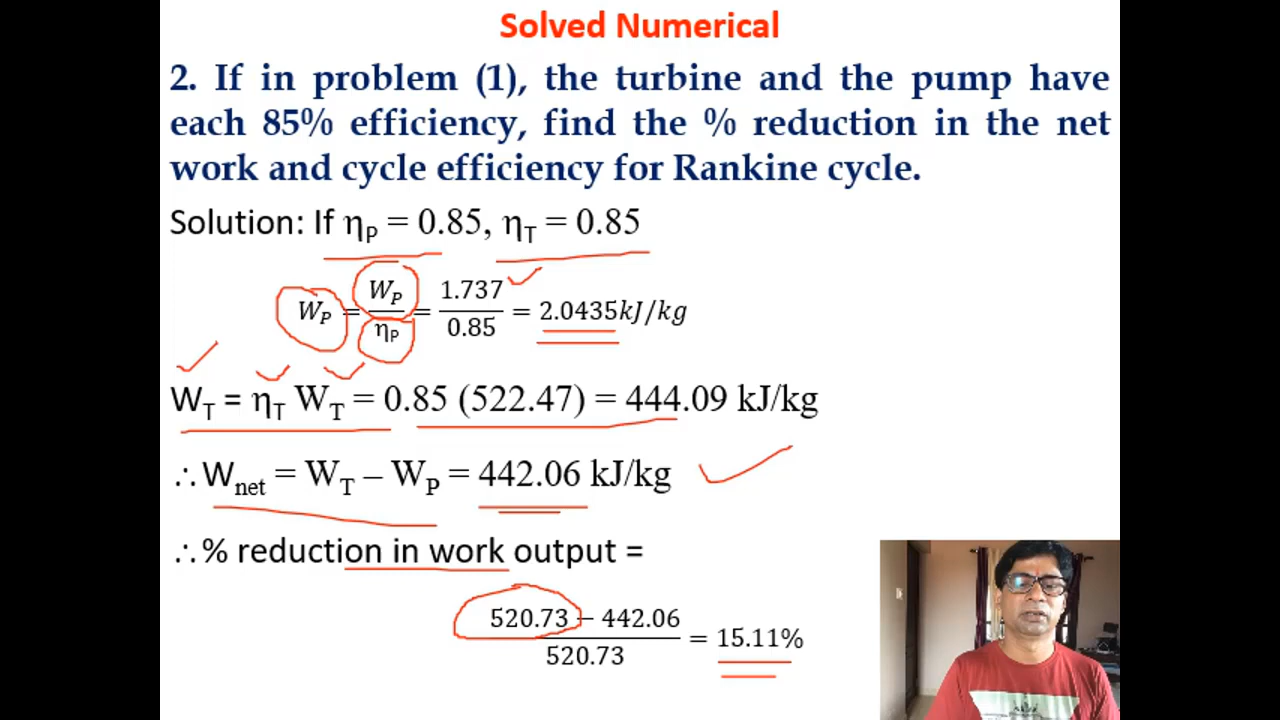 Solved Numerical
2. If in problem (1), the turbine and the pump have
each 85% efficiency, find the % reduction in the net
work and cycle efficiency for Rankine cycle.
Solution: If ηP = 0.85, ηT = 0.85
WP = WP/ηP = 1.737/0.85 = 2.0435kJ/kg
WT = ηT WT = 0.85 (522.47) = 444.09 kJ/kg
∴ Wnet = WT – WP = 442.06 kJ/kg
∴ % reduction in work output =
520.73 − 442.06
520.73
= 15.11%